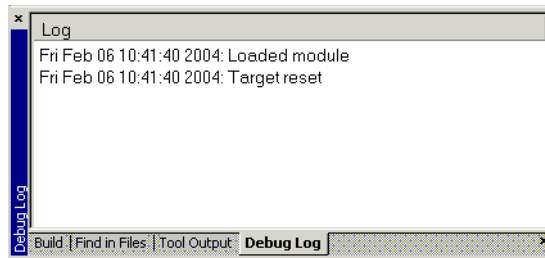 Log
Fri Feb 06 10:41:40 2004: Loaded module
Fri Feb 06 10:41:40 2004: Target reset
Debug Log
Build Find in Files Tool Output Debug Log